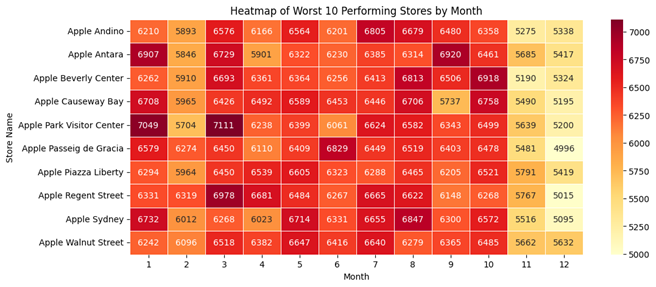 Heatmap of Worst 10 Performing Stores by Month
Apple Andino 6210 5893 6576 6166 6564 6201 6805 6679 6480 6358 5275 5338
Apple Antara 6907 5846 6729 5901 6322 6230 6385 6314 6920 6461 5685 5417
Apple Beverly Center 6262 5910 6693 6361 6364 6256 6413 6813 6506 6918 5190 5324
Apple Causeway Bay 6708 5965 6426 6492 6589 6453 6446 6706 5737 6758 5490 5195
Apple Park Visitor Center 7049 5704 7111 6238 6399 6061 6624 6582 6343 6499 5639 5200
Apple Passeig de Gracia 6579 6274 6450 6110 6409 6829 6449 6519 6403 6478 5481 4996
Apple Piazza Liberty 6294 5964 6450 6539 6605 6323 6288 6465 6205 6521 5791 5419
Apple Regent Street 6331 6319 6978 6681 6484 6267 6665 6622 6148 6268 5767 5015
Apple Sydney 6732 6012 6268 6023 6714 6331 6655 6847 6300 6572 5516 5095
Apple Walnut Street 6242 6096 6518 6382 6647 6416 6640 6279 6365 6485 5662 5632
1 2 3 4 5 6 7 8 9 10 11 12
Month
Store Name
7000
6750
6500
6250
6000
5750
5500
5250
5000